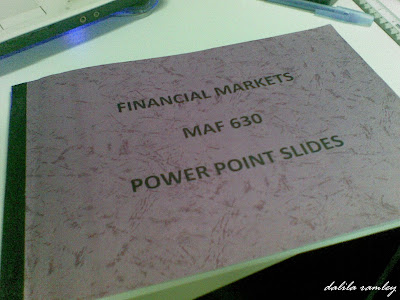 FINANCIAL MARKETS
MAF 630
POWER POINT SLIDES
dalila ramley